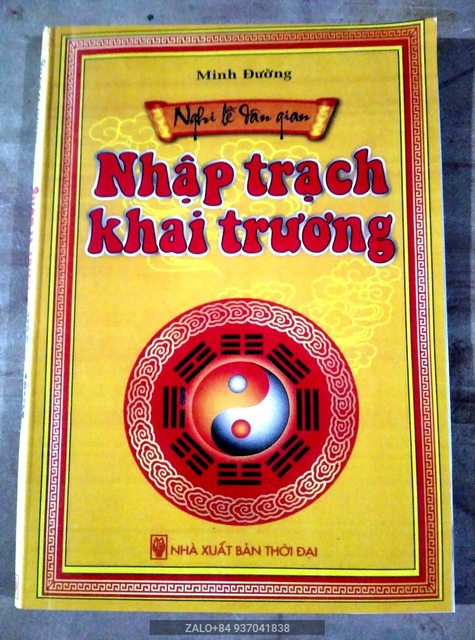 Minh Đường
Nghi lễ dân gian
Nhập trạch
khai trương
NHÀ XUẤT BẢN THỜI ĐẠI
ZALO+84 937041838